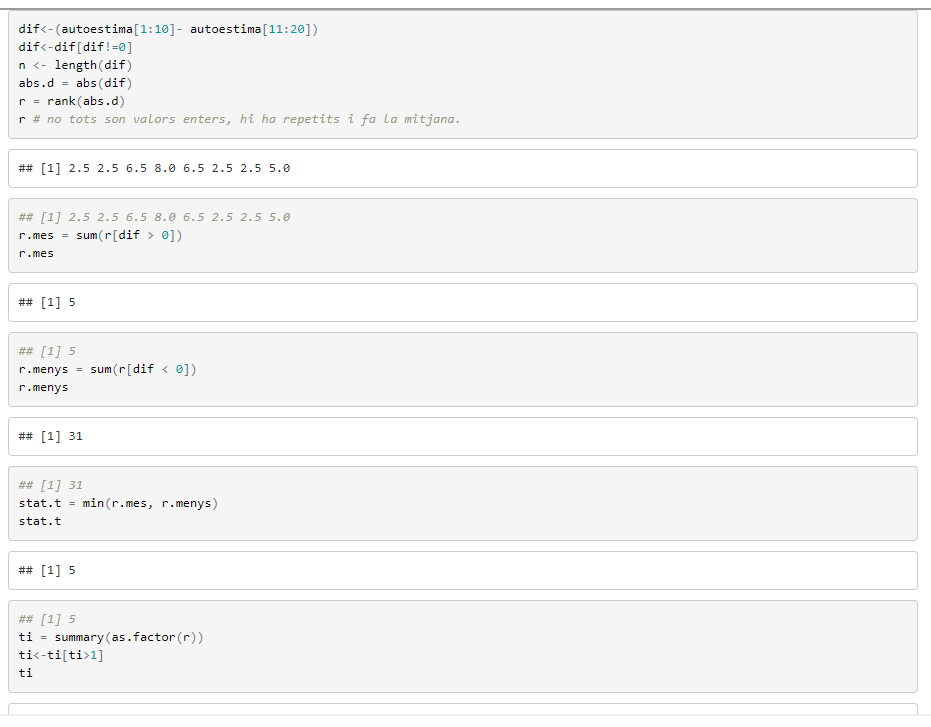 dif<-(autoestima[1:10]- autoestima[11:20])
dif<-dif[dif!=0]
n <- length(dif)
abs.d = abs(dif)
r = rank(abs.d)
r # no tots son valors enters, hi ha repetits i fa la mitjana.
## [1] 2.5 2.5 6.5 8.0 6.5 2.5 2.5 5.0
## [1] 2.5 2.5 6.5 8.0 6.5 2.5 2.5 5.0
r.mes = sum(r[dif > 0])
r.mes
## [1] 5
## [1] 5
r.menys = sum(r[dif < 0])
r.menys
## [1] 31
## [1] 31
stat.t = min(r.mes, r.menys)
stat.t
## [1] 5
## [1] 5
ti = summary(as.factor(r))
ti<-ti[ti>1]
ti